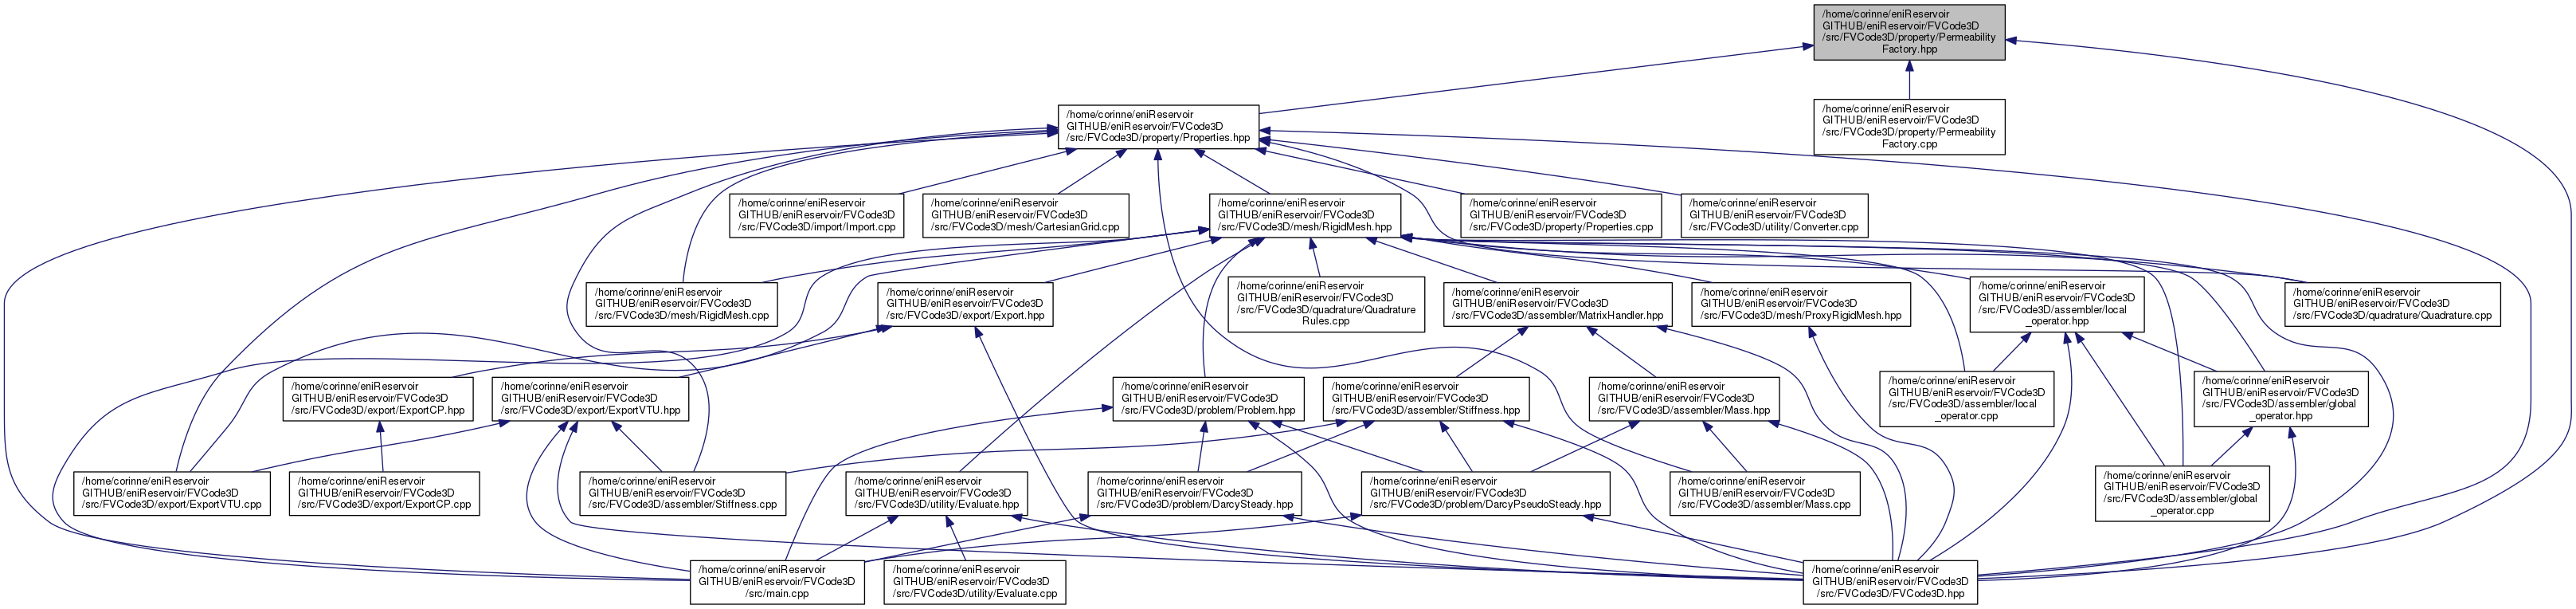 /home/corinne/eniReservoir
GITHUB/eniReservoir/FVCode3D
/src/FVCode3D/property/Permeability
Factory.hpp
/home/corinne/eniReservoir
GITHUB/eniReservoir/FVCode3D
/src/FVCode3D/property/Properties.hpp
/home/corinne/eniReservoir
GITHUB/eniReservoir/FVCode3D
/src/FVCode3D/property/Permeability
Factory.cpp
/home/corinne/eniReservoir
GITHUB/eniReservoir/FVCode3D
/src/FVCode3D/import/Import.cpp
/home/corinne/eniReservoir
GITHUB/eniReservoir/FVCode3D
/src/FVCode3D/mesh/CartesianGrid.cpp
/home/corinne/eniReservoir
GITHUB/eniReservoir/FVCode3D
/src/FVCode3D/mesh/RigidMesh.hpp
/home/corinne/eniReservoir
GITHUB/eniReservoir/FVCode3D
/src/FVCode3D/property/Properties.cpp
/home/corinne/eniReservoir
GITHUB/eniReservoir/FVCode3D
/src/FVCode3D/utility/Converter.cpp
/home/corinne/eniReservoir
GITHUB/eniReservoir/FVCode3D
/src/FVCode3D/mesh/RigidMesh.cpp
/home/corinne/eniReservoir
GITHUB/eniReservoir/FVCode3D
/src/FVCode3D/export/Export.hpp
/home/corinne/eniReservoir
GITHUB/eniReservoir/FVCode3D
/src/FVCode3D/quadrature/Quadrature
Rules.cpp
/home/corinne/eniReservoir
GITHUB/eniReservoir/FVCode3D
/src/FVCode3D/assembler/MatrixHandler.hpp
/home/corinne/eniReservoir
GITHUB/eniReservoir/FVCode3D
/src/FVCode3D/mesh/ProxyRigidMesh.hpp
/home/corinne/eniReservoir
GITHUB/eniReservoir/FVCode3D
/src/FVCode3D/assembler/local
_operator.hpp
/home/corinne/eniReservoir
GITHUB/eniReservoir/FVCode3D
/src/FVCode3D/quadrature/Quadrature.cpp
/home/corinne/eniReservoir
GITHUB/eniReservoir/FVCode3D
/src/FVCode3D/export/ExportCP.hpp
/home/corinne/eniReservoir
GITHUB/eniReservoir/FVCode3D
/src/FVCode3D/export/ExportVTU.hpp
/home/corinne/eniReservoir
GITHUB/eniReservoir/FVCode3D
/src/FVCode3D/problem/Problem.hpp
/home/corinne/eniReservoir
GITHUB/eniReservoir/FVCode3D
/src/FVCode3D/assembler/Stiffness.hpp
/home/corinne/eniReservoir
GITHUB/eniReservoir/FVCode3D
/src/FVCode3D/assembler/Mass.hpp
/home/corinne/eniReservoir
GITHUB/eniReservoir/FVCode3D
/src/FVCode3D/assembler/local
_operator.cpp
/home/corinne/eniReservoir
GITHUB/eniReservoir/FVCode3D
/src/FVCode3D/assembler/global
_operator.hpp
/home/corinne/eniReservoir
GITHUB/eniReservoir/FVCode3D
/src/FVCode3D/export/ExportVTU.cpp
/home/corinne/eniReservoir
GITHUB/eniReservoir/FVCode3D
/src/FVCode3D/export/ExportCP.cpp
/home/corinne/eniReservoir
GITHUB/eniReservoir/FVCode3D
/src/FVCode3D/assembler/Stiffness.cpp
/home/corinne/eniReservoir
GITHUB/eniReservoir/FVCode3D
/src/FVCode3D/utility/Evaluate.hpp
/home/corinne/eniReservoir
GITHUB/eniReservoir/FVCode3D
/src/FVCode3D/problem/DarcySteady.hpp
/home/corinne/eniReservoir
GITHUB/eniReservoir/FVCode3D
/src/FVCode3D/problem/DarcyPseudoSteady.hpp
/home/corinne/eniReservoir
GITHUB/eniReservoir/FVCode3D
/src/FVCode3D/assembler/Mass.cpp
/home/corinne/eniReservoir
GITHUB/eniReservoir/FVCode3D
/src/FVCode3D/assembler/global
_operator.cpp
/home/corinne/eniReservoir
GITHUB/eniReservoir/FVCode3D
/src/main.cpp
/home/corinne/eniReservoir
GITHUB/eniReservoir/FVCode3D
/src/FVCode3D/utility/Evaluate.cpp
/home/corinne/eniReservoir
GITHUB/eniReservoir/FVCode3D
/src/FVCode3D/FVCode3D.hpp